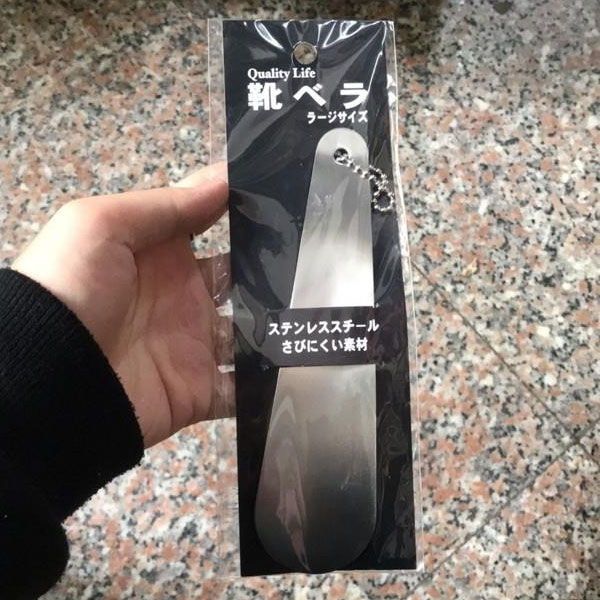 Quality Life
靴ベラ
ラージサイズ
ステンレススチール
さびにくい素材